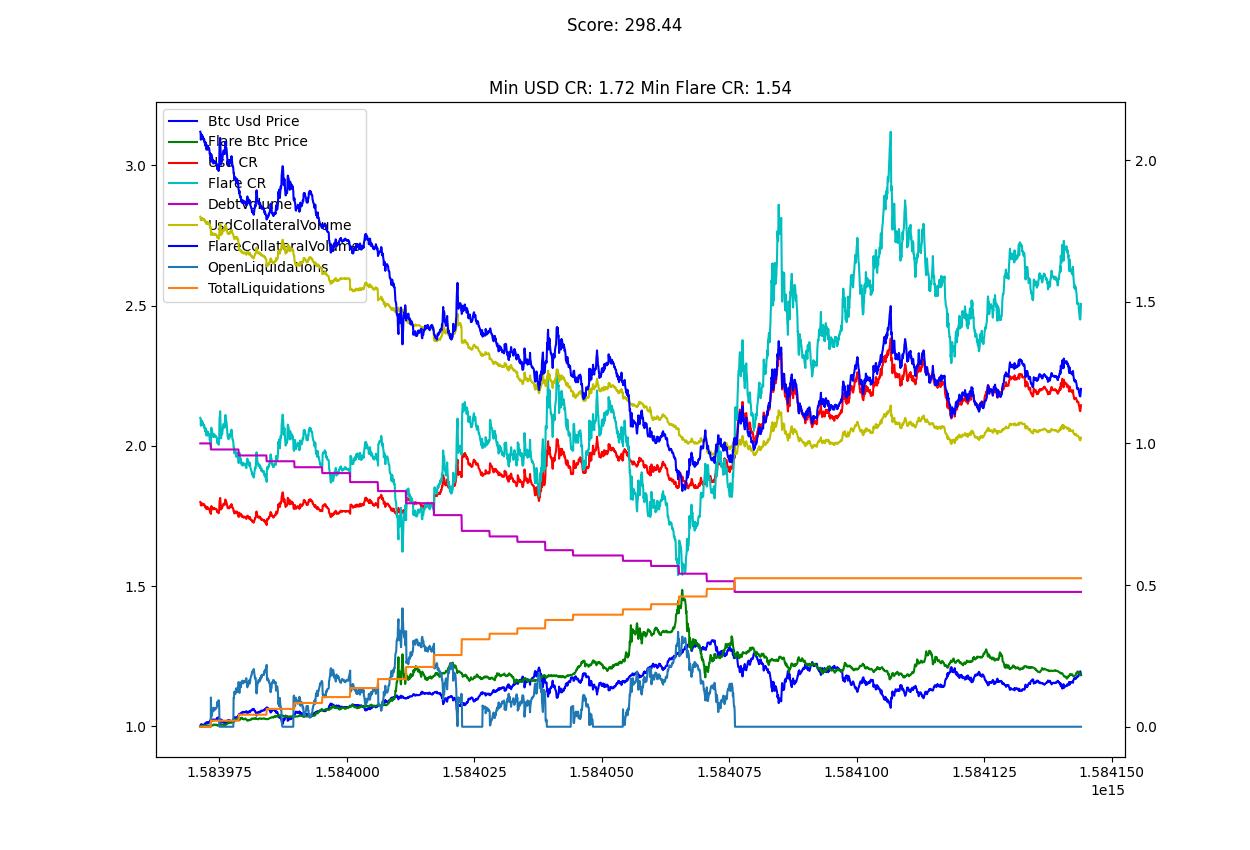 Score: 298.44
Min USD CR: 1.72 Min Flare CR: 1.54
Btc Usd Price
Flare Btc Price
Usd CR
Flare CR
DebtVolume
UsdCollateralVolume
FlareCollateralVolume
OpenLiquidations
TotalLiquidations
3.0
2.5
2.0
1.5
1.0
2.0
1.5
1.0
0.5
0.0
1.583975
1.584000
1.584025
1.584050
1.584075
1.584100
1.584125
1.584150
1e15